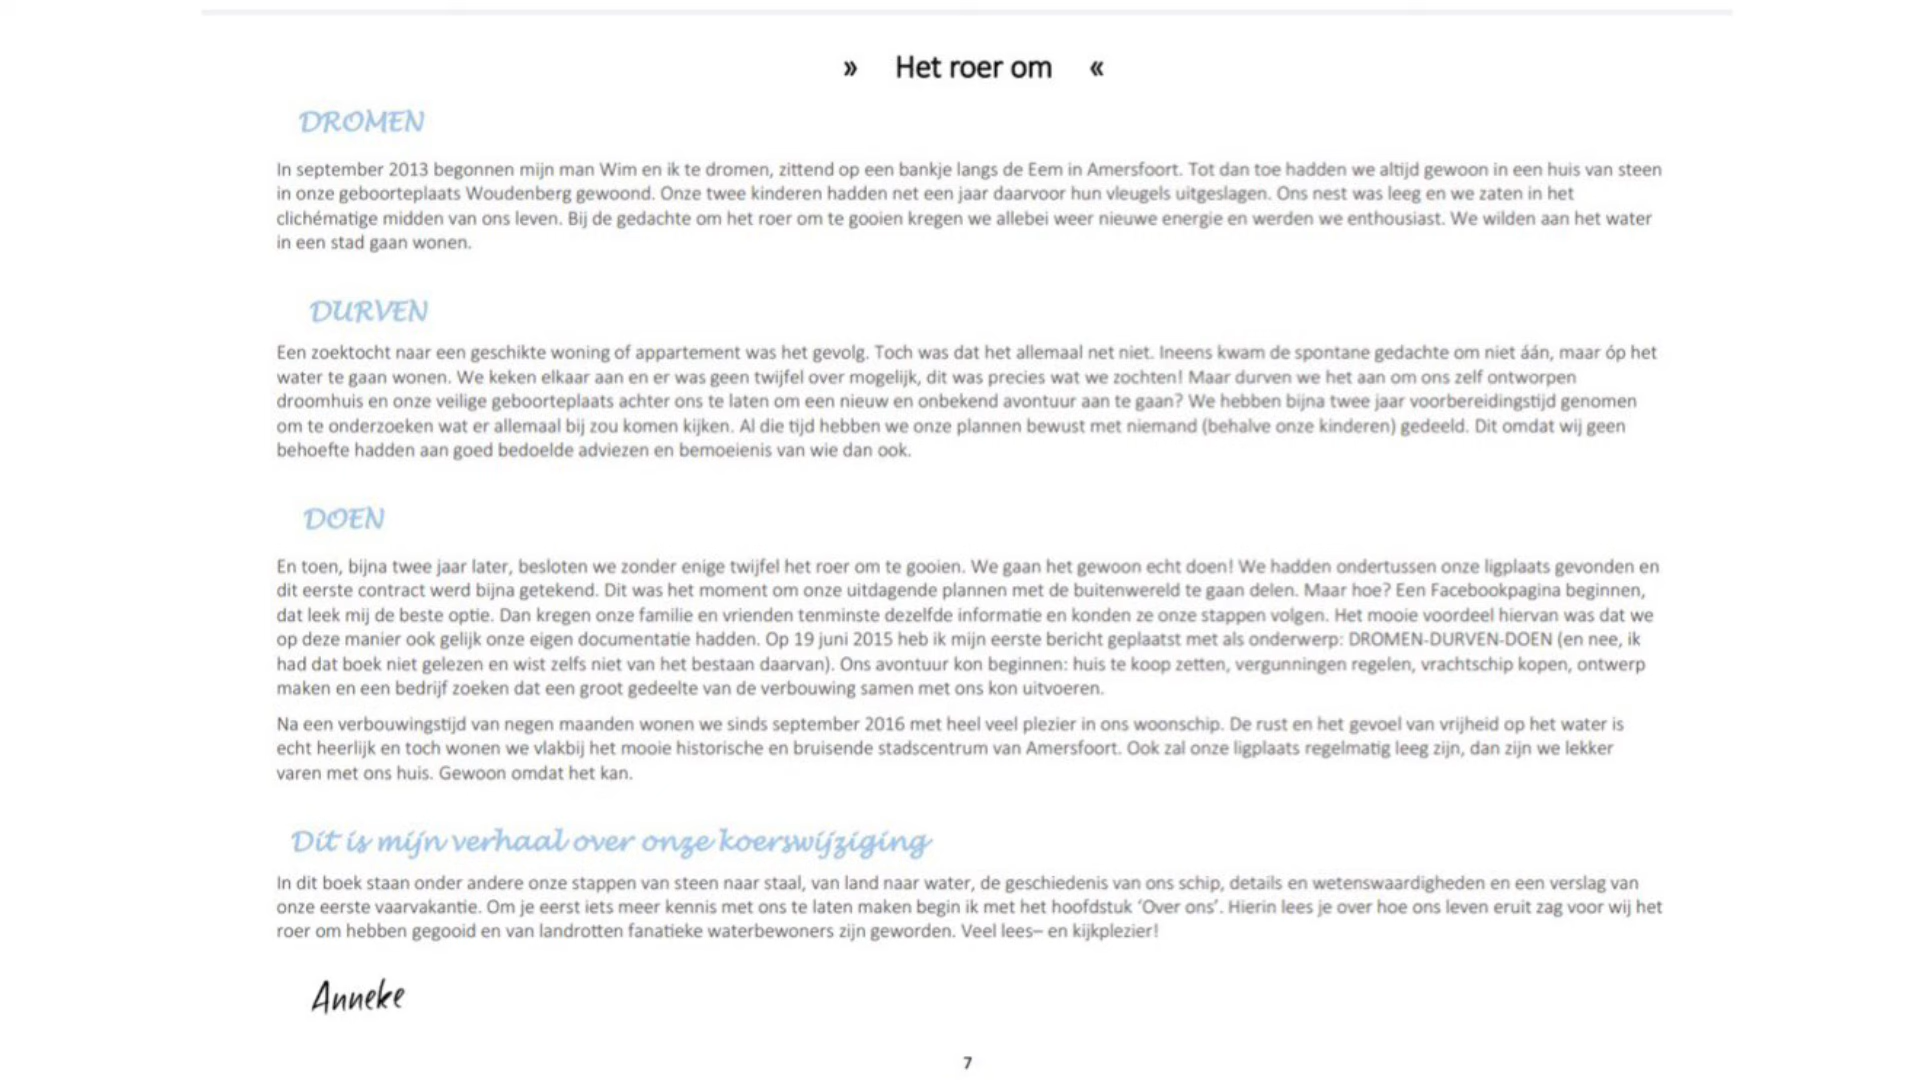 » Het roer om «
DROMEN
In september 2013 begonnen mijn man Wim en ik te dromen, zittend op een bankje langs de Eem in Amersfoort. Tot dan toe hadden we altijd gewoon in een huis van steen
in onze geboorteplaats Woudenberg gewoond. Onze twee kinderen hadden net een jaar daarvoor hun vleugels uitgeslagen. Ons nest was leeg en we zaten in het
clichématige midden van ons leven. Bij de gedachte om het roer om te gooien kregen we allebei weer nieuwe energie en werden we enthousiast. We wilden aan het water
in een stad gaan wonen.
DURVEN
Een zoektocht naar een geschikte woning of appartement was het gevolg. Toch was dat het allemaal net niet. Ineens kwam de spontane gedachte om niet áán, maar óp het
water te gaan wonen. We keken elkaar aan en er was geen twijfel over mogelijk, dit was precies wat we zochten! Maar durven we het aan om ons zelf ontworpen
droomhuis en onze veilige geboorteplaats achter ons te laten om een nieuw en onbekend avontuur aan te gaan? We hebben bijna twee jaar voorbereidingstijd genomen
om te onderzoeken wat er allemaal bij zou komen kijken. Al die tijd hebben we onze plannen bewust met niemand (behalve onze kinderen) gedeeld. Dit omdat wij geen
behoefte hadden aan goed bedoelde adviezen en bemoeienis van wie dan ook.
DOEN
En toen, bijna twee jaar later, besloten we zonder enige twijfel het roer om te gooien. We gaan het gewoon echt doen! We hadden ondertussen onze ligplaats gevonden en
dit eerste contract werd bijna getekend. Dit was het moment om onze uitdagende plannen met de buitenwereld te gaan delen. Maar hoe? Een Facebookpagina beginnen,
dat leek mij de beste optie. Dan kregen onze familie en vrienden tenminste dezelfde informatie en konden ze onze stappen volgen. Het mooie voordeel hiervan was dat we
op deze manier ook gelijk onze eigen documentatie hadden. Op 19 juni 2015 heb ik mijn eerste bericht geplaatst met als onderwerp: DROMEN-DURVEN-DOEN (en nee, ik
had dat boek niet gelezen en wist zelfs niet van het bestaan daarvan). Ons avontuur kon beginnen: huis te koop zetten, vergunningen regelen, vrachtschip kopen, ontwerp
maken en een bedrijf zoeken dat een groot gedeelte van de verbouwing samen met ons kon uitvoeren.
Na een verbouwingstijd van negen maanden wonen we sinds september 2016 met heel veel plezier in ons woonschip. De rust en het gevoel van vrijheid op het water is
echt heerlijk en toch wonen we vlakbij het mooie historische en bruisende stadscentrum van Amersfoort. Ook zal onze ligplaats regelmatig leeg zijn, dan zijn we lekker
varen met ons huis. Gewoon omdat het kan.
Dit is mijn verhaal over onze koerswijziging
In dit boek staan onder andere onze stappen van steen naar staal, van land naar water, de geschiedenis van ons schip, details en wetenswaardigheden en een verslag van
onze eerste vaarvakantie. Om je eerst iets meer kennis met ons te laten maken begin ik met het hoofdstuk ‘Over ons’. Hierin lees je over hoe ons leven eruit zag voor wij het
roer om hebben gegooid en van landrotten fanatieke waterbewoners zijn geworden. Veel lees– en kijkplezier!
Anneke
7